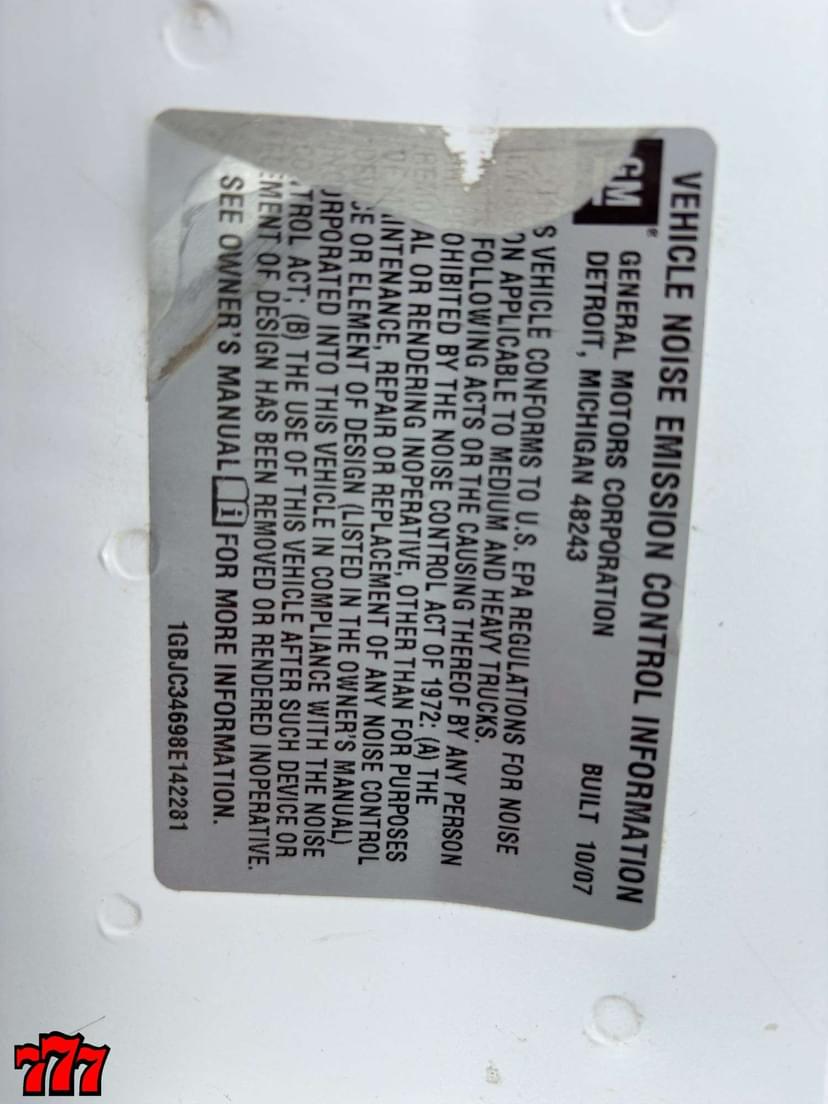 VEHICLE NOISE EMISSION CONTROL INFORMATION
GM ®
GENERAL MOTORS CORPORATION
DETROIT, MICHIGAN 48243
BUILT 10/07
S VEHICLE CONFORMS TO U.S. EPA REGULATIONS FOR NOISE
ON APPLICABLE TO MEDIUM AND HEAVY TRUCKS.
FOLLOWING ACTS OR THE CAUSING THEREOF BY ANY PERSON
OHIBITED BY THE NOISE CONTROL ACT OF 1972: (A) THE
AL OR RENDERING INOPERATIVE, OTHER THAN FOR PURPOSES
INTENANCE, REPAIR OR REPLACEMENT OF ANY NOISE CONTROL
E OR ELEMENT OF DESIGN (LISTED IN THE OWNER'S MANUAL)
ORPORATED INTO THIS VEHICLE IN COMPLIANCE WITH THE NOISE
TROL ACT; (B) THE USE OF THIS VEHICLE AFTER SUCH DEVICE OR
EMENT OF DESIGN HAS BEEN REMOVED OR RENDERED INOPERATIVE.
SEE OWNER'S MANUAL i FOR MORE INFORMATION.
1GBJC34698E142281
777